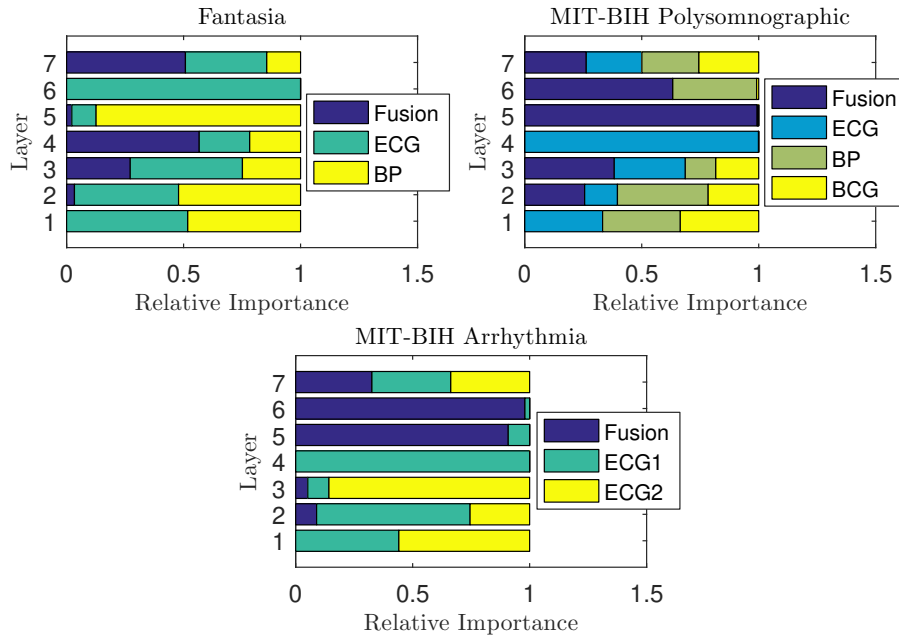 Fantasia
7
6
5
4
3
2
1
Layer
0 0.5 1 1.5
Relative Importance
Fusion
ECG
BP
MIT-BIH Polysomnographic
7
6
5
4
3
2
1
Layer
0 0.5 1 1.5
Relative Importance
Fusion
ECG
BP
BCG
MIT-BIH Arrhythmia
7
6
5
4
3
2
1
Layer
0 0.5 1 1.5
Relative Importance
Fusion
ECG1
ECG2